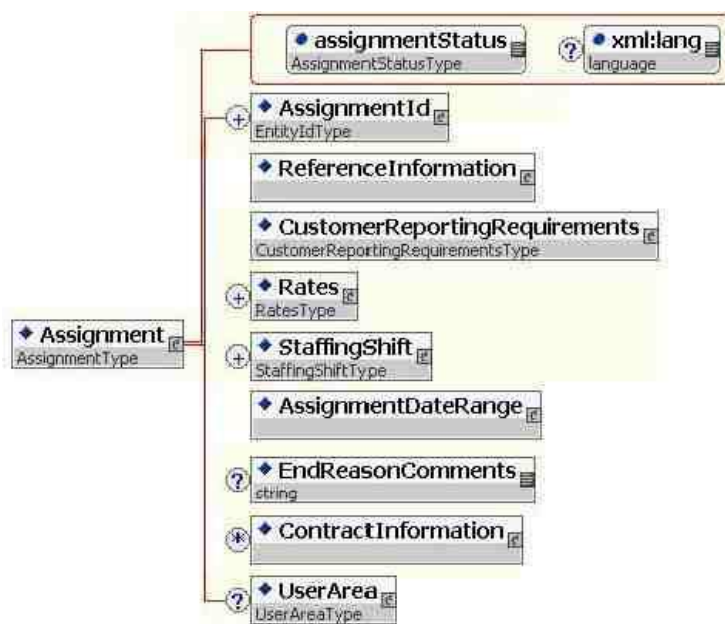 assignmentStatus
AssignmentStatusType
? xml:lang
language
+ AssignmentId
EntityIdType
ReferenceInformation
CustomerReportingRequirements
CustomerReportingRequirementsType
+ Rates
RatesType
Assignment
AssignmentType
+ StaffingShift
StaffingShiftType
AssignmentDateRange
? EndReasonComments
string
* ContractInformation
? UserArea
UserAreaType